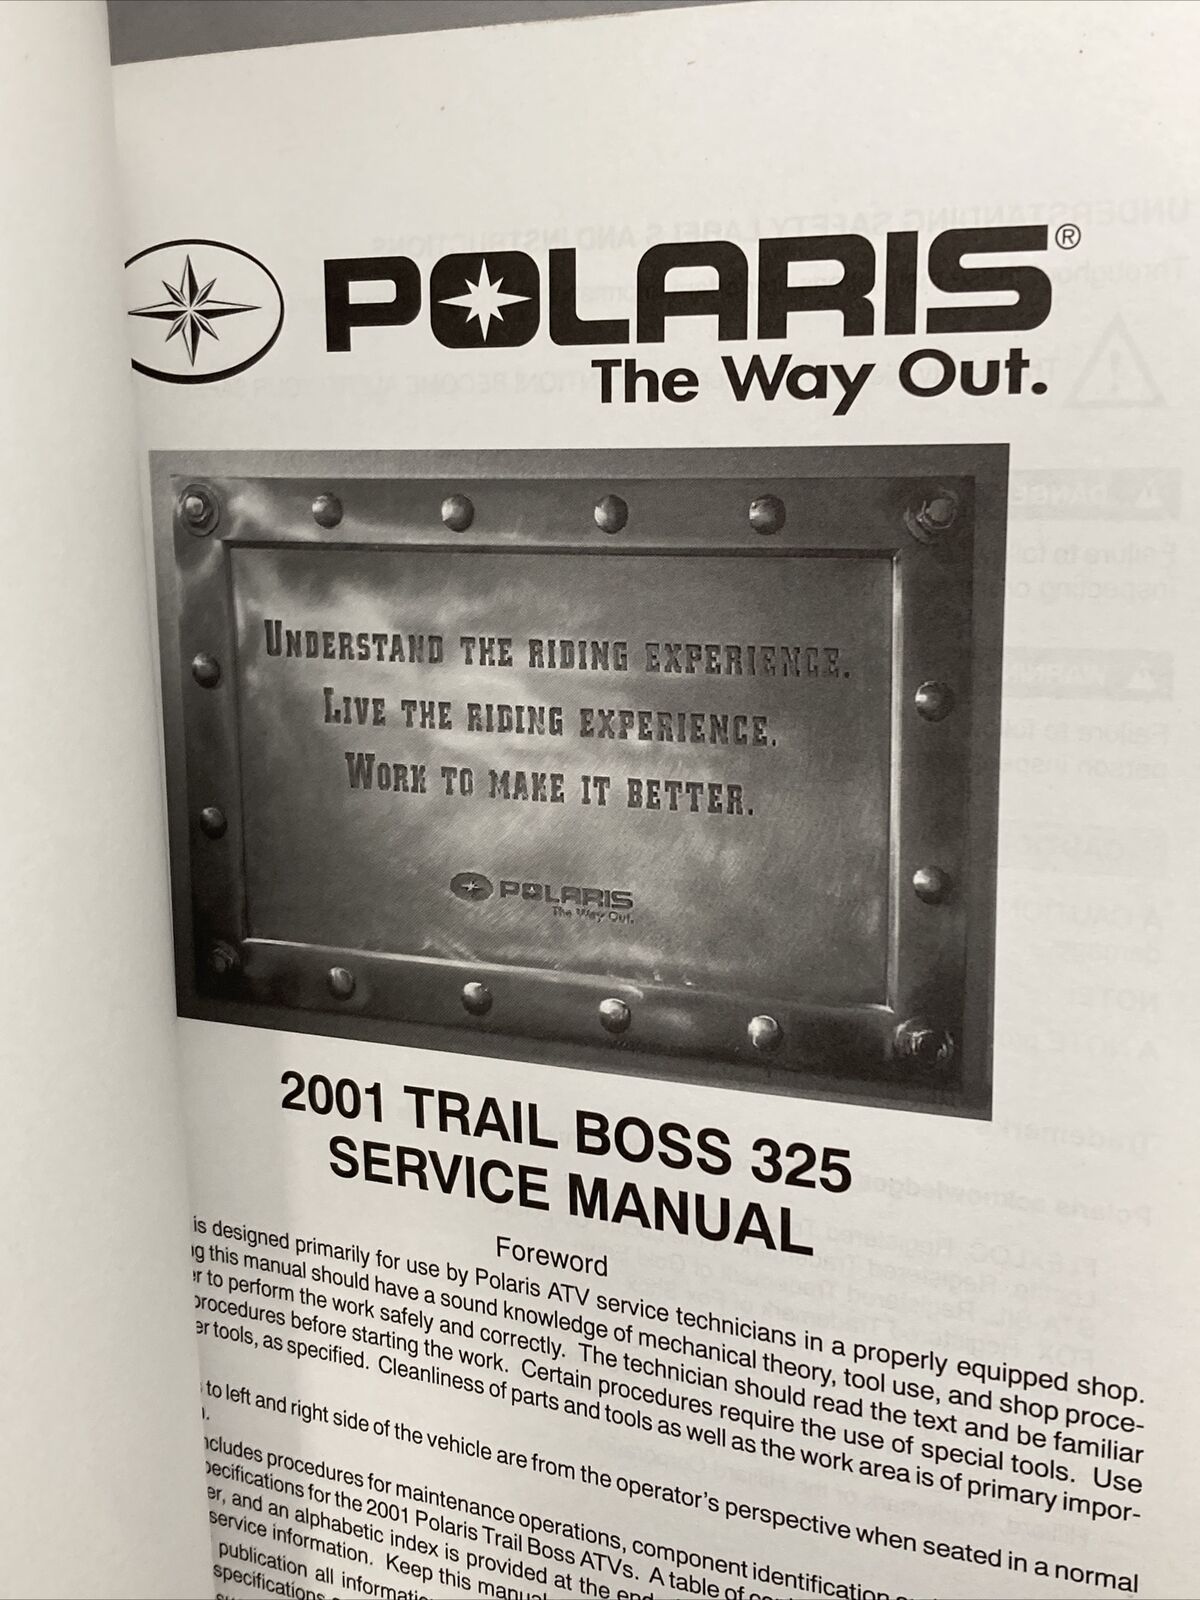 POLARIS®
The Way Out.
UNDERSTAND THE RIDING EXPERIENCE.
LIVE THE RIDING EXPERIENCE.
WORK TO MAKE IT BETTER.
POLARIS
The Way Out.
2001 TRAIL BOSS 325
SERVICE MANUAL
Foreword
is designed primarily for use by Polaris ATV service technicians in a properly equipped shop.
this manual should have a sound knowledge of mechanical theory, tool use, and shop proce-
to perform the work safely and correctly. The technician should read the text and be familiar
procedures before starting the work. Certain procedures require the use of special tools. Use
tools, as specified. Cleanliness of parts and tools as well as the work area is of primary impor-
to left and right side of the vehicle are from the operator's perspective when seated in a normal
procedures for maintenance operations, component identification
for the 2001 Polaris Trail Boss ATVs. A table of
and an alphabetic index is provided at the end
service information. Keep this manual
publication all
specifications